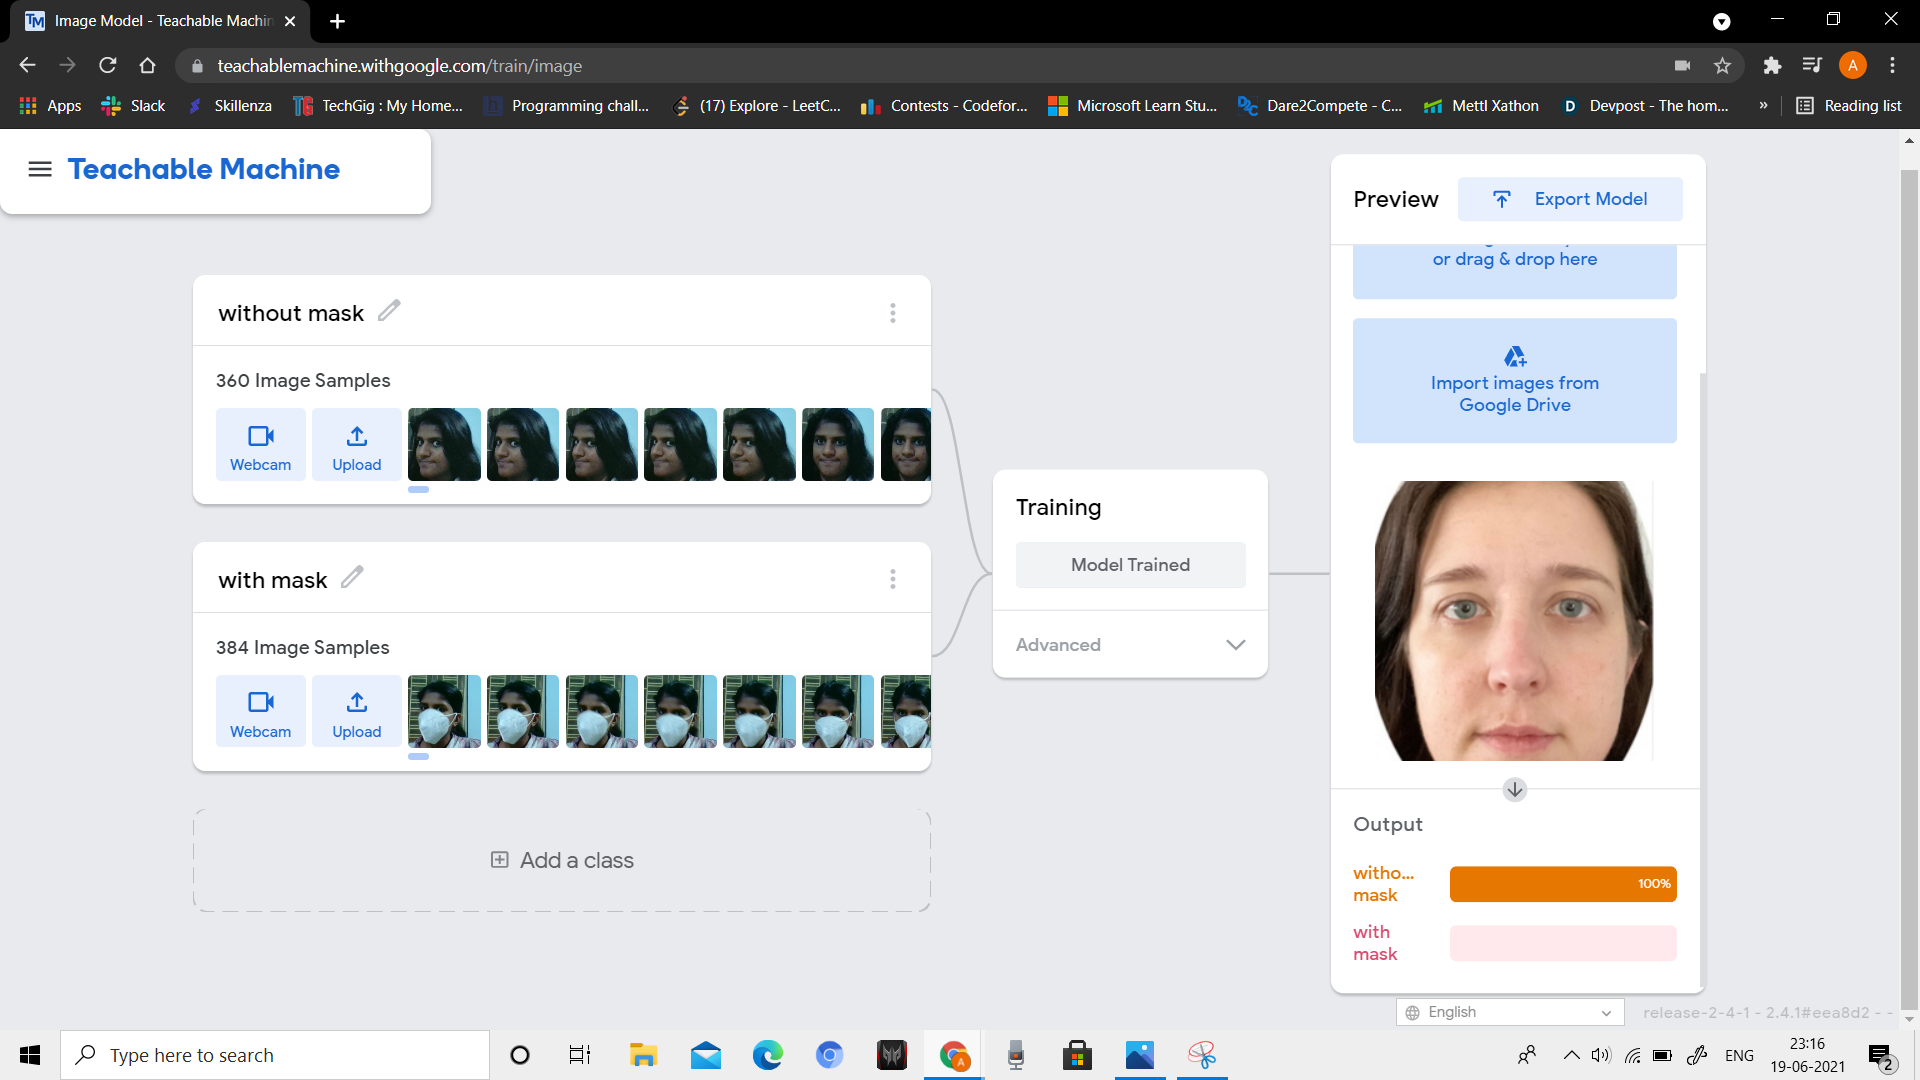 Image Model - Teachable Machin
teachablemachine.withgoogle.com/train/image
A
Apps
Slack
Skillenza
TechGig : My Home...
Programming chall...
(17) Explore - LeetC...
Contests - Codefor...
Microsoft Learn Stu...
Dare2Compete - C...
Mettl Xathon
Devpost - The hom...
»
Reading list
Teachable Machine
Preview
Export Model
or drag & drop here
Import images from
Google Drive
without mask
360 Image Samples
Webcam
Upload
with mask
384 Image Samples
Webcam
Upload
Add a class
Training
Model Trained
Advanced
Output
witho...
mask
100%
with
mask
English
release-2-4-1 - 2.4.1#eea8d2 - -
Type here to search
ENG
23:16
19-06-2021
2